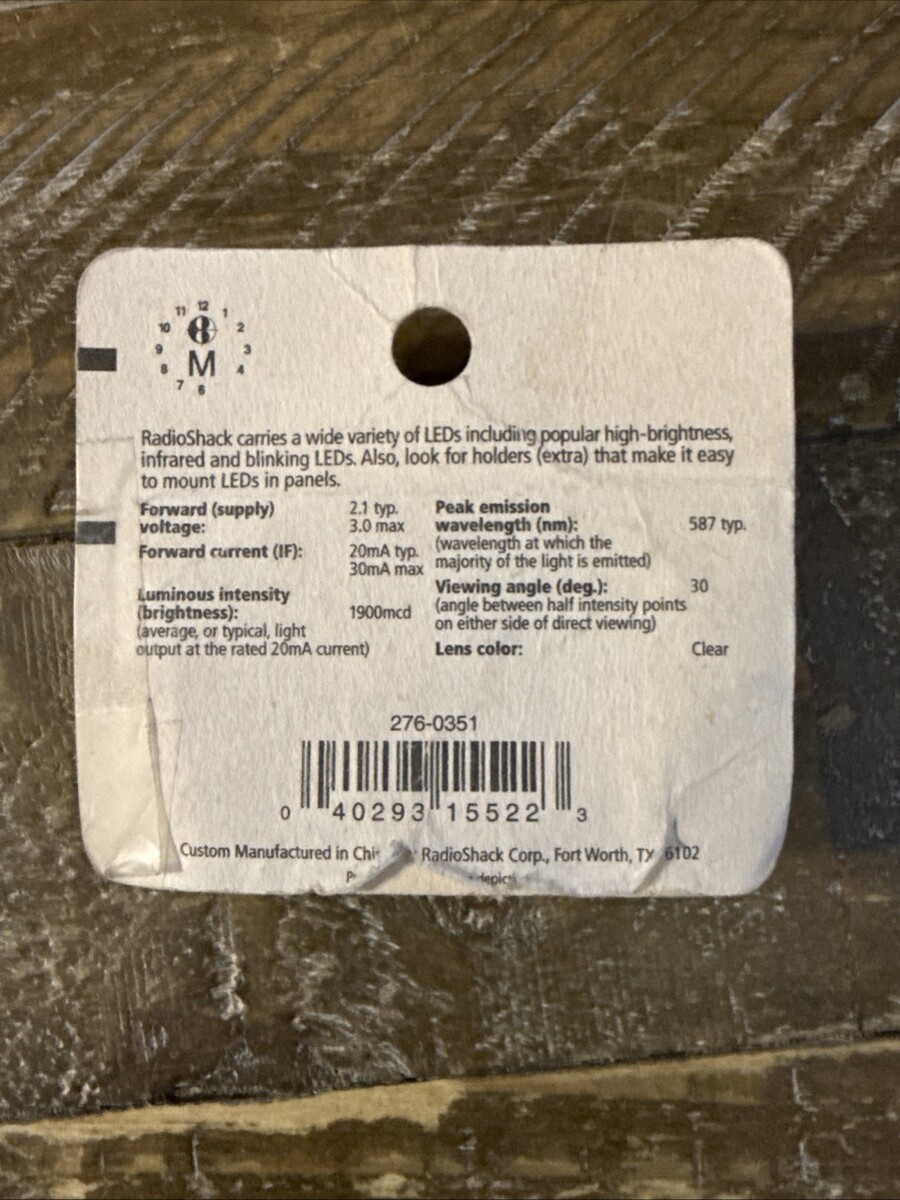 12
11 1
10 2
9 M 3
8 4
7 6
RadioShack carries a wide variety of LEDs including popular high-brightness,
infrared and blinking LEDs. Also, look for holders (extra) that make it easy
to mount LEDs in panels.
Forward (supply) 2.1 typ.
voltage: 3.0 max
Forward current (IF): 20mA typ.
30mA max
Luminous intensity
(brightness): 1900mcd
(average, or typical, light
output at the rated 20mA current)
Peak emission
wavelength (nm): 587 typ.
(wavelength at which the
majority of the light is emitted)
Viewing angle (deg.): 30
(angle between half intensity points
on either side of direct viewing)
Lens color: Clear
276-0351
0 40293 15522 3
Custom Manufactured in RadioShack Corp., Fort Worth, TX 6102